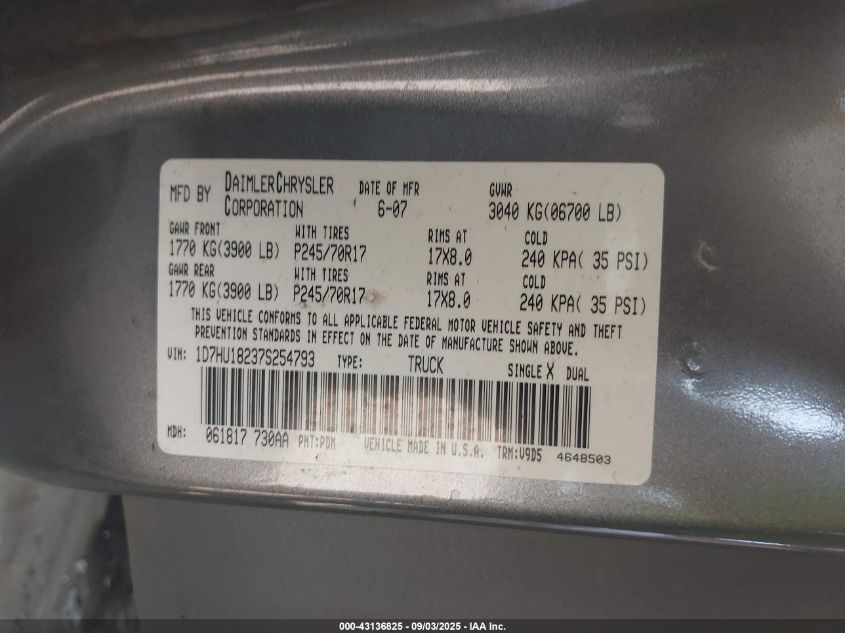 MFD BY DAIMLERCHRYSLER CORPORATION DATE OF MFR 6-07 GVWR 3040 KG(06700 LB)
GAWR FRONT WITH TIRES RIMS AT COLD
1770 KG(3900 LB) P245/70R17 17X8.0 240 KPA( 35 PSI)
GAWR REAR WITH TIRES RIMS AT COLD
1770 KG(3900 LB) P245/70R17 17X8.0 240 KPA( 35 PSI)
THIS VEHICLE CONFORMS TO ALL APPLICABLE FEDERAL MOTOR VEHICLE SAFETY AND THEFT
PREVENTION STANDARDS IN EFFECT ON THE DATE OF MANUFACTURE SHOWN ABOVE.
VIN: 1D7HU18237S254793 TYPE: TRUCK SINGLE X DUAL
MDH: 061817 730AA PNT:PDM VEHICLE MADE IN U.S.A. TRM:V9D5 4648503
000-43136825 - 09/03/2025 - IAA Inc.